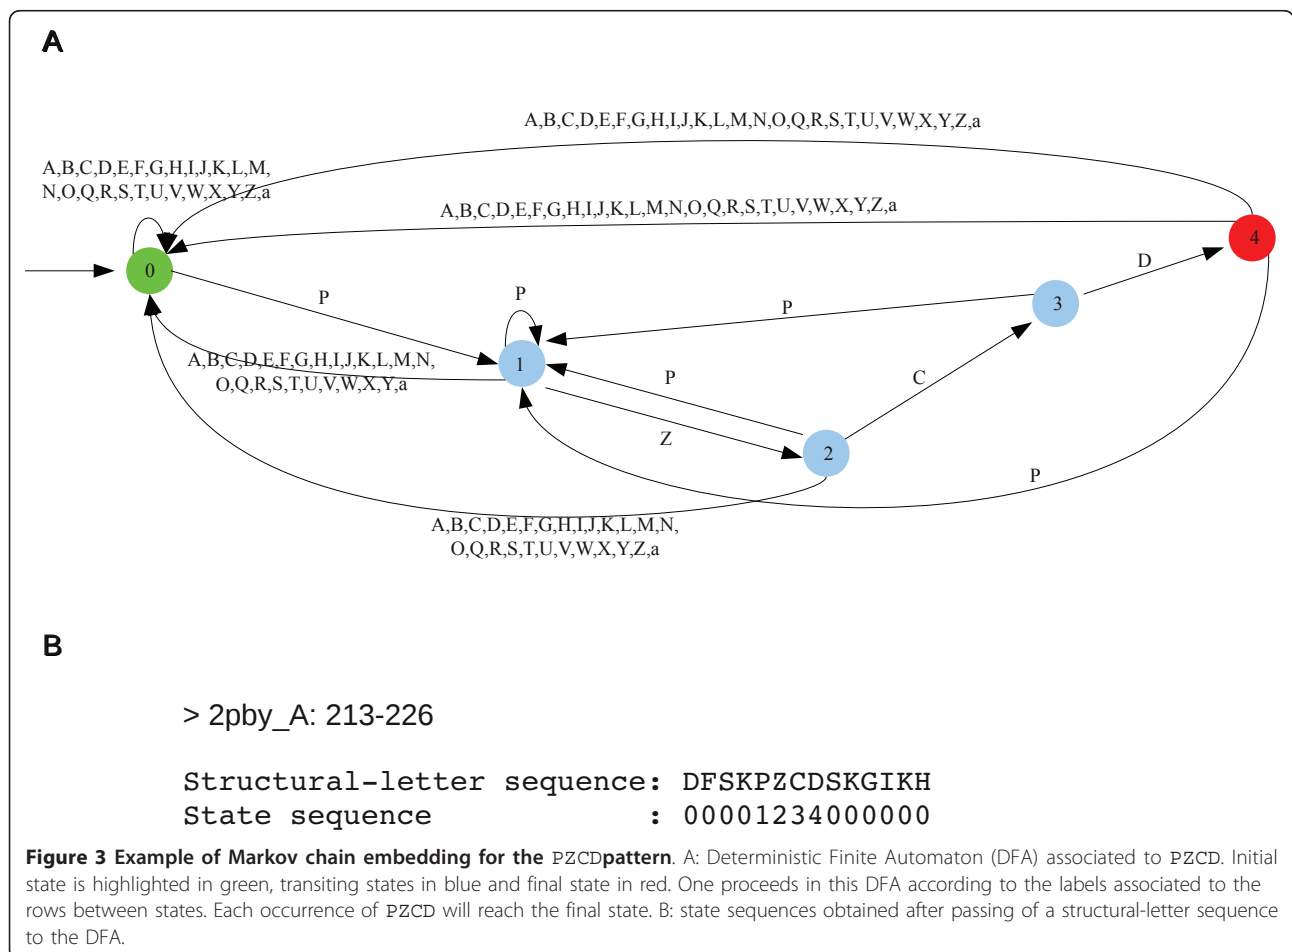 A
A,B,C,D,E,F,G,H,I,J,K,L,M,N,O,Q,R,S,T,U,V,W,X,Y,Z,a
A,B,C,D,E,F,G,H,I,J,K,L,M,
N,O,Q,R,S,T,U,V,W,X,Y,Z,a
A,B,C,D,E,F,G,H,I,J,K,L,M,N,O,Q,R,S,T,U,V,W,X,Y,Z,a
4
0
D
P
P
P
3
A,B,C,D,E,F,G,H,I,J,K,L,M,N,
O,Q,R,S,T,U,V,W,X,Y,a
1
P
C
Z
2
P
A,B,C,D,E,F,G,H,I,J,K,L,M,N,
O,Q,R,S,T,U,V,W,X,Y,Z,a
B
> 2pby_A: 213-226
Structural-letter sequence: DFSKPZCDSKGIKH
State sequence : 00001234000000
Figure 3 Example of Markov chain embedding for the PZCDpattern. A: Deterministic Finite Automaton (DFA) associated to PZCD. Initial
state is highlighted in green, transiting states in blue and final state in red. One proceeds in this DFA according to the labels associated to the
rows between states. Each occurrence of PZCD will reach the final state. B: state sequences obtained after passing of a structural-letter sequence
to the DFA.